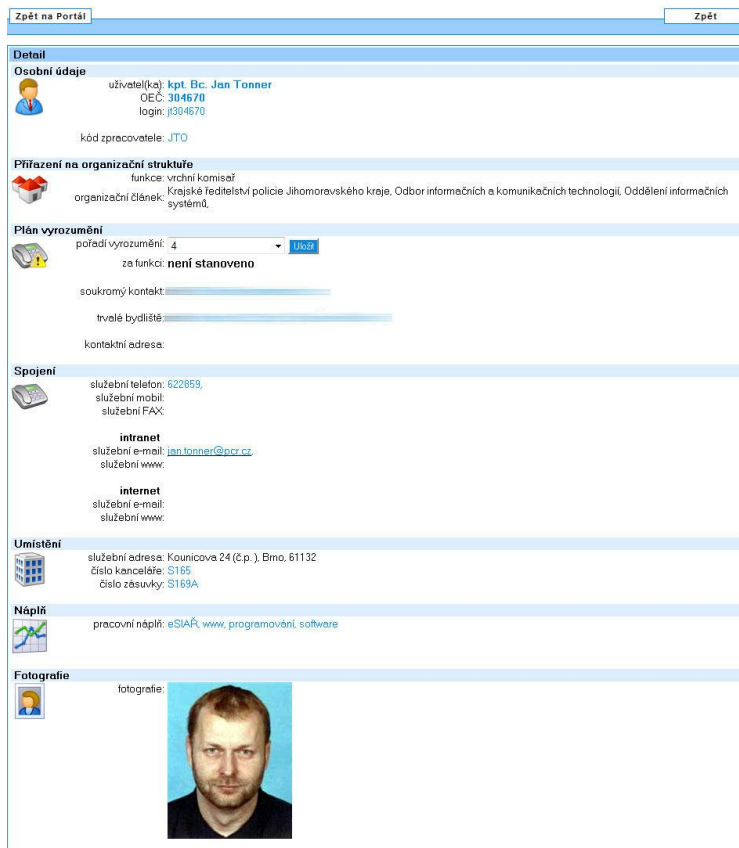 Zpět na Portál
Zpět
Detail
Osobní údaje
uživatel(ka): kpt. Bc. Jan Tonner
OEČ: 304670
login: jt304670
kód zpracovatele: JTO
Přiřazení na organizační struktuře
funkce: vrchní komisař
organizační článek: Krajské ředitelství policie Jihomoravského kraje, Odbor informačních a komunikačních technologií, Oddělení informačních
systémů,
Plán vyrozumění
pořadí vyrozumění: 4 Uložit
za funkci: není stanoveno
soukromý kontakt:
trvalé bydliště:
kontaktní adresa:
Spojení
služební telefon: 622859,
služební mobil:
služební FAX:
intranet
služební e-mail: jan.tonner@pcr.cz,
služební www:
internet
služební e-mail:
služební www:
Umístění
služební adresa: Kounicova 24 (č.p. ), Brno, 61132
číslo kanceláře: S165
číslo zásuvky: S169A
Náplň
pracovní náplň: eSIAŘ, www, programování, software
Fotografie
fotografie: